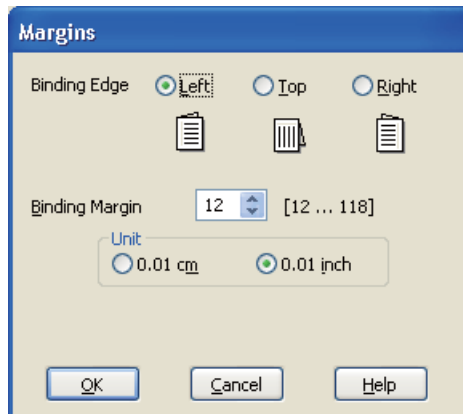 Margins
Binding Edge Left Top Right
Binding Margin 12 [12 ... 118]
Unit
0.01 cm 0.01 inch
OK Cancel Help